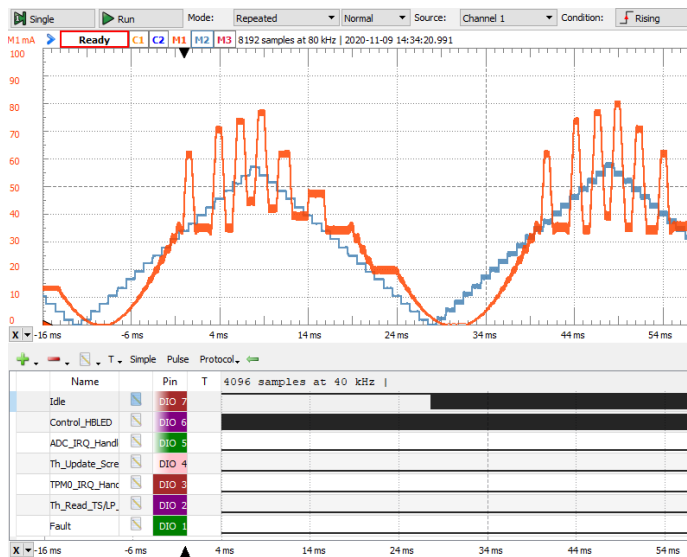 Single Run Mode: Repeated Normal Source: Channel 1 Condition: Rising
M1 mA Ready C1 C2 M1 M2 M3 8192 samples at 80 kHz | 2020-11-09 14:34:20.991
100
90
80
70
60
50
40
30
20
10
0
X -16 ms -6 ms 4 ms 14 ms 24 ms 34 ms 44 ms 54 ms
T Simple Pulse Protocol
Name Pin T 4096 samples at 40 kHz |
Idle DIO 7
Control_HBLED DIO 6
ADC_IRQ_Handl DIO 5
Th_Update_Scre DIO 4
TPM0_IRQ_Hanc DIO 3
Th_Read_TS/LP_ DIO 2
Fault DIO 1
X -16 ms -6 ms 4 ms 14 ms 24 ms 34 ms 44 ms 54 ms